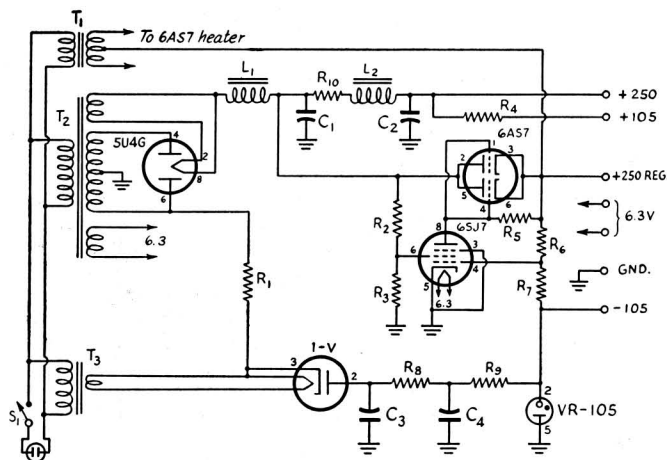 T1
To 6AS7 heater
L1
R10
L2
+250
R4
+105
T2
5U4G
4
2
8
6
C1
C2
6AS7
1
2
3
5
4
6
+250 REG
6.3V
R5
R6
R2
6SJ7
8
3
6
4
5
2
6.3
R3
R7
GND.
6.3
R1
-105
T3
1-V
3
2
R8
R9
S1
C3
C4
2
VR-105
5